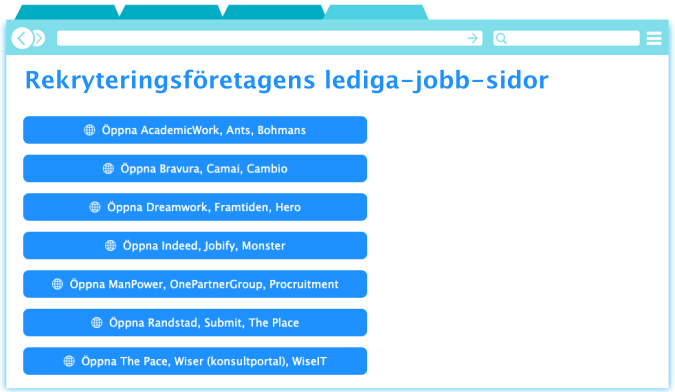 Rekryteringsföretagens lediga-jobb-sidor
Öppna AcademicWork, Ants, Bohmans
Öppna Bravura, Camai, Cambio
Öppna Dreamwork, Framtiden, Hero
Öppna Indeed, Jobify, Monster
Öppna ManPower, OnePartnerGroup, Procruitment
Öppna Randstad, Submit, The Place
Öppna The Pace, Wiser (konsultportal), WiseIT